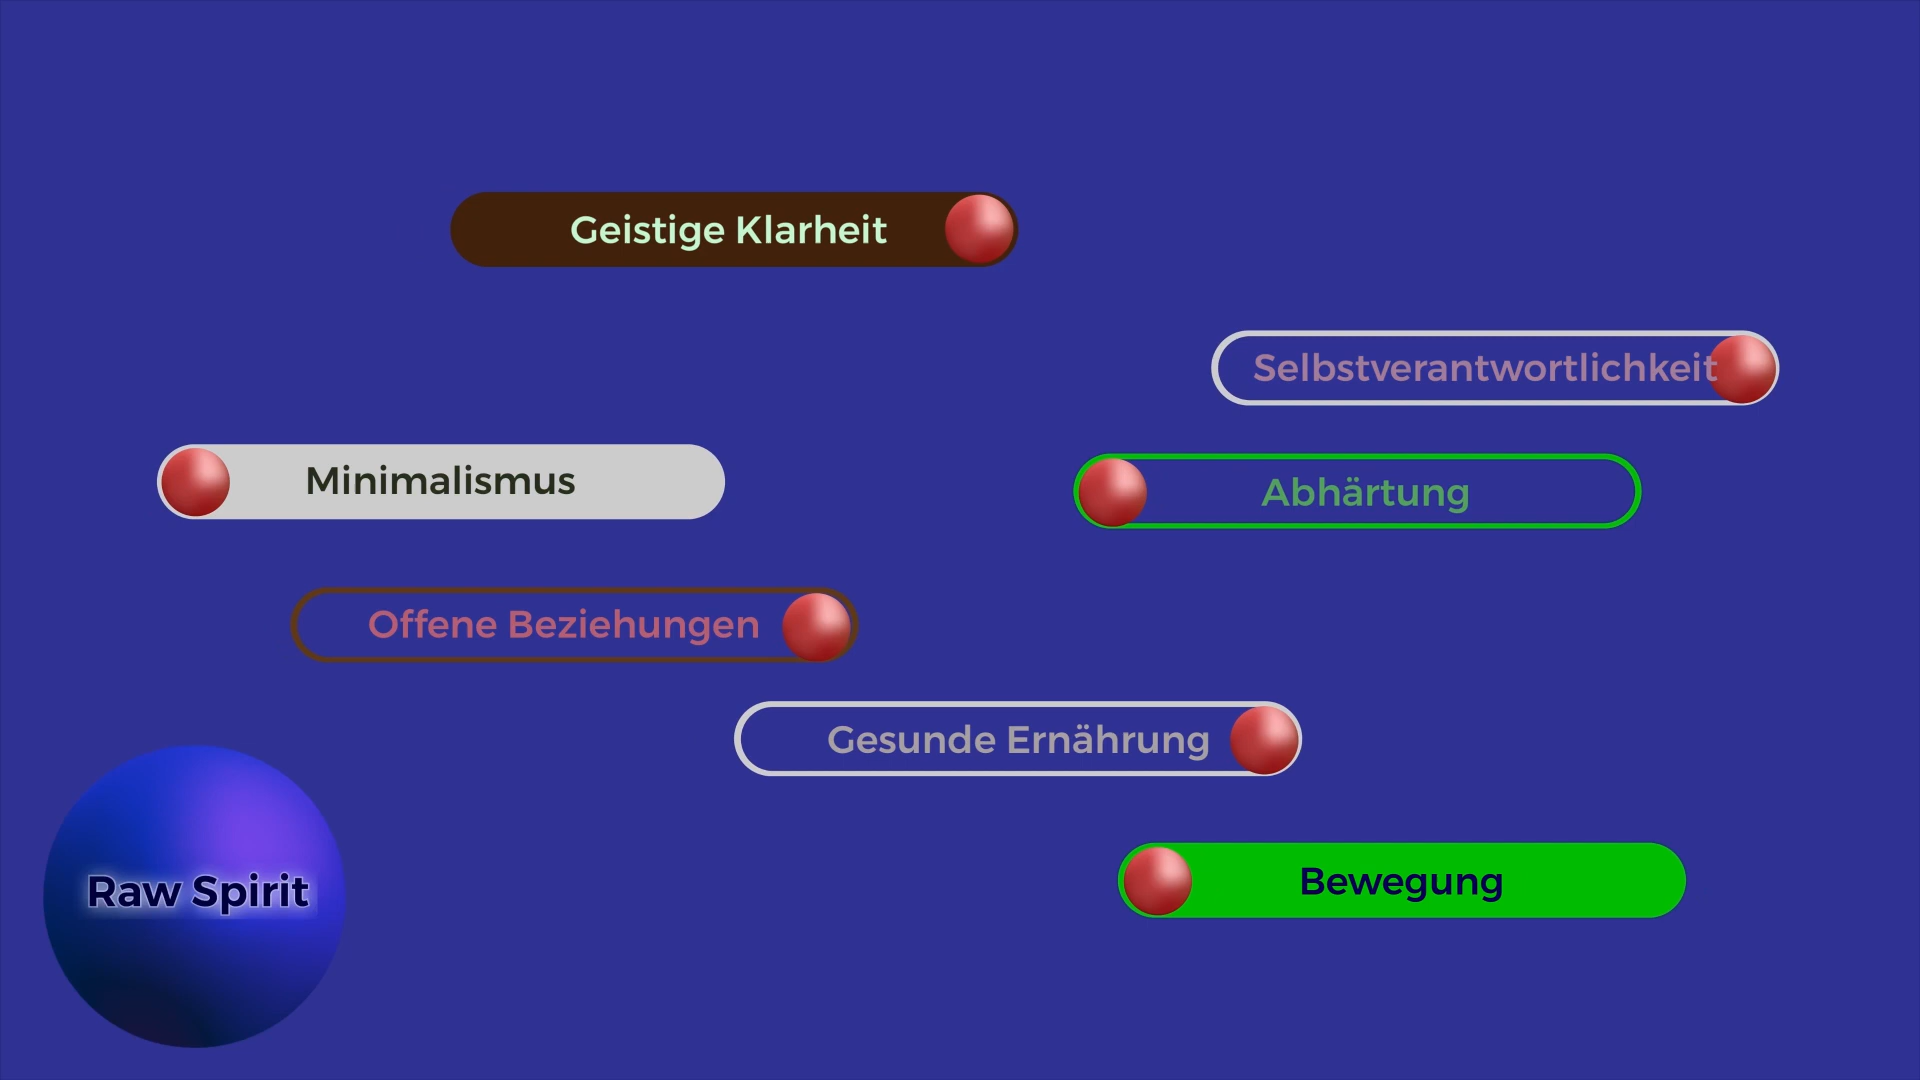 Geistige Klarheit
Selbstverantwortlichkeit
Minimalismus
Abhärtung
Offene Beziehungen
Gesunde Ernährung
Bewegung
Raw Spirit